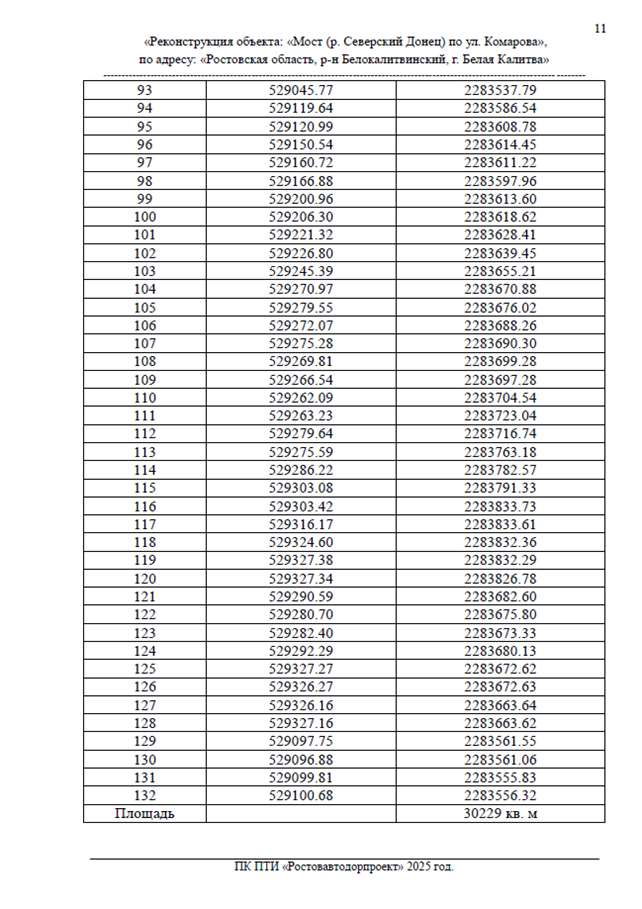 11
«Реконструкция объекта: «Мост (р. Северский Донец) по ул. Комарова»,
по адресу: «Ростовская область, р-н Белокалитвинский, г. Белая Калитва»
93 529045.77 2283537.79
94 529119.64 2283586.54
95 529120.99 2283608.78
96 529150.54 2283614.45
97 529160.72 2283611.22
98 529166.88 2283597.96
99 529200.96 2283613.60
100 529206.30 2283618.62
101 529221.32 2283628.41
102 529226.80 2283639.45
103 529245.39 2283655.21
104 529270.97 2283670.88
105 529279.55 2283676.02
106 529272.07 2283688.26
107 529275.28 2283690.30
108 529269.81 2283699.28
109 529266.54 2283697.28
110 529262.09 2283704.54
111 529263.23 2283723.04
112 529279.64 2283716.74
113 529275.59 2283763.18
114 529286.22 2283782.57
115 529303.08 2283791.33
116 529303.42 2283833.73
117 529316.17 2283833.61
118 529324.60 2283832.36
119 529327.38 2283832.29
120 529327.34 2283826.78
121 529290.59 2283682.60
122 529280.70 2283675.80
123 529282.40 2283673.33
124 529292.29 2283680.13
125 529327.27 2283672.62
126 529326.27 2283672.63
127 529326.16 2283663.64
128 529327.16 2283663.62
129 529097.75 2283561.55
130 529096.88 2283561.06
131 529099.81 2283555.83
132 529100.68 2283556.32
Площадь 30229 кв. м
ПК ПТИ «Ростовавтодорпроект» 2025 год.